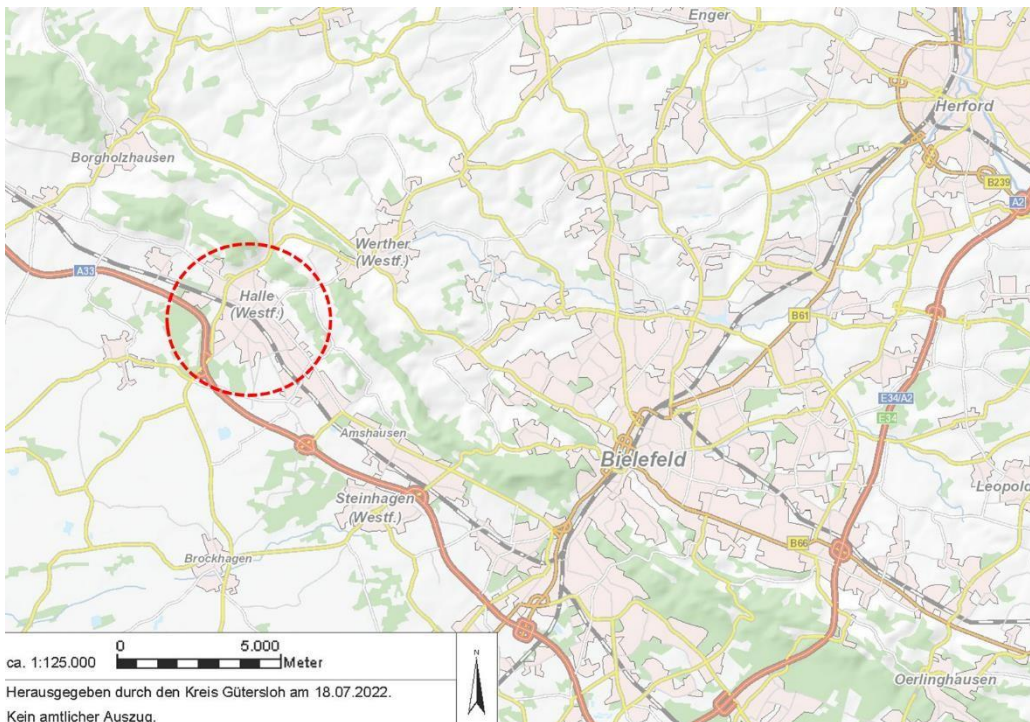 Enger
Herford
Borgholzhausen
B239
A2
Werther
(Westf.)
A33
Halle
(Westf.)
B61
E34/A2
E34
Amshausen
Bielefeld
Leopold
Steinhagen
(Westf.)
B66
Brockhagen
Oerlinghausen
ca. 1:125.000
0 5.000
Meter
N
Herausgegeben durch den Kreis Gütersloh am 18.07.2022.
Kein amtlicher Auszug.